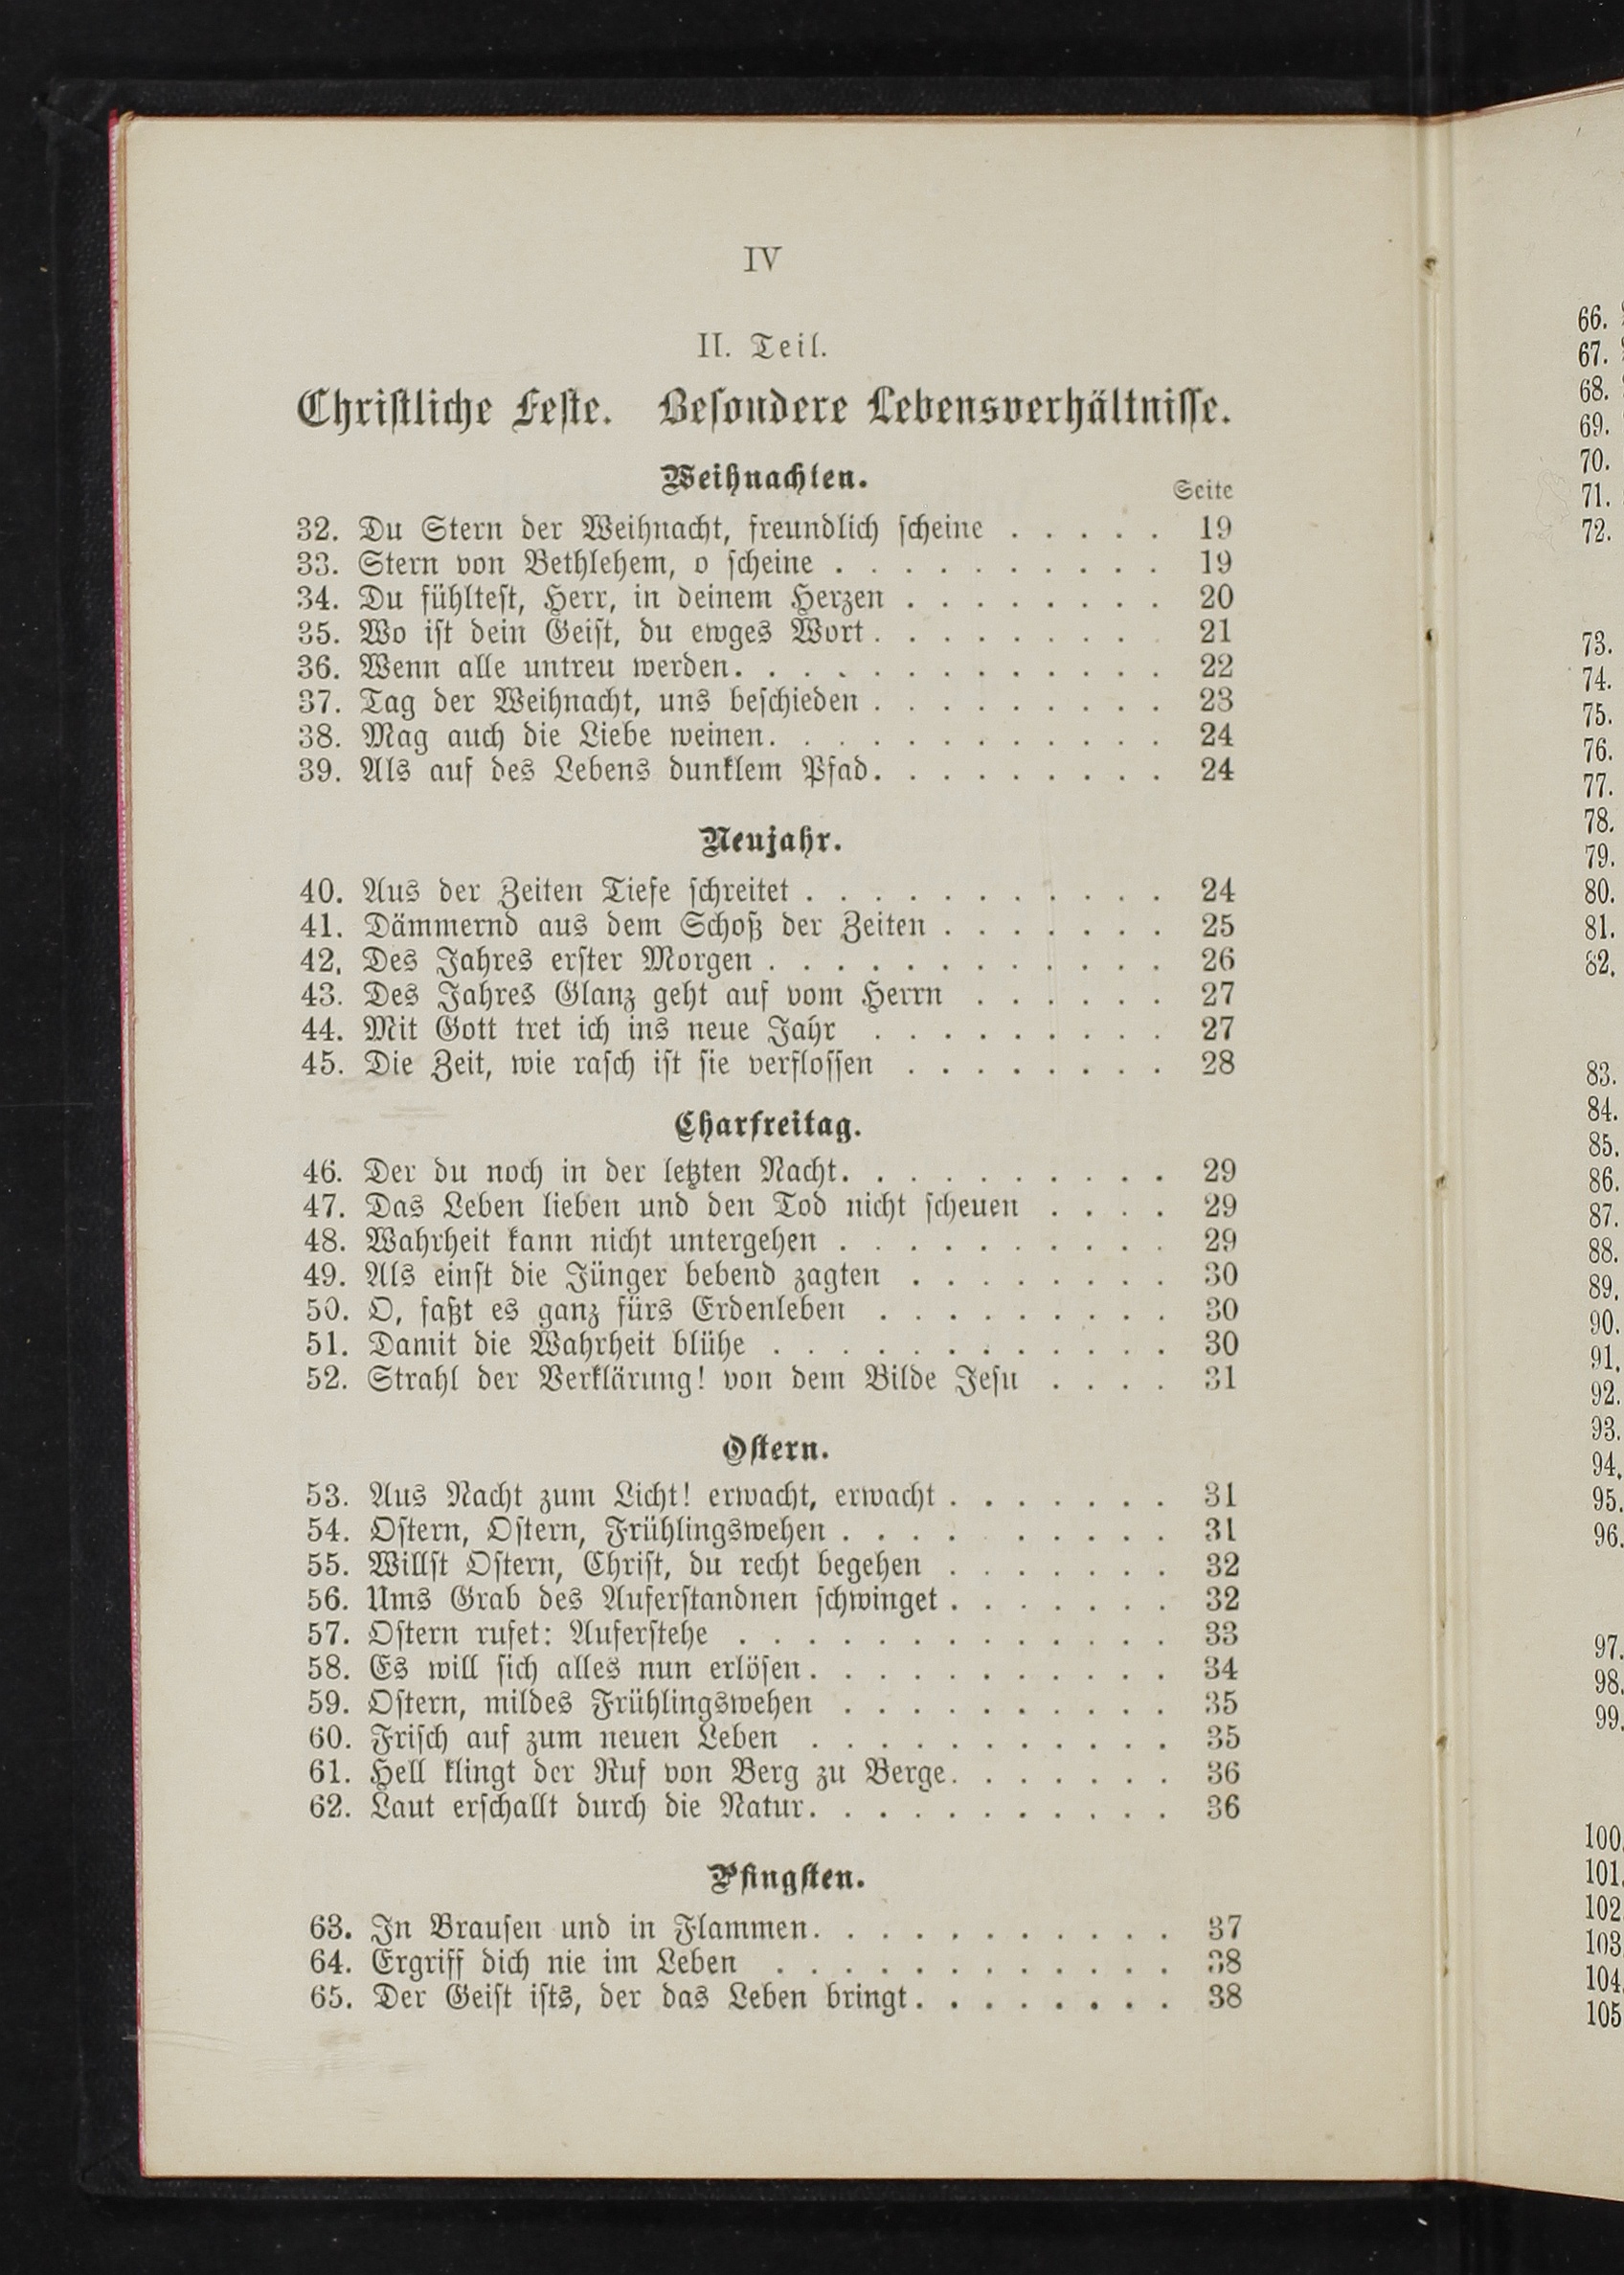 IV
II. Teil.
Christliche Feste. Besondere Lebensverhältnisse.
Weihnachten.
Seite
32. Du Stern der Weihnacht, freundlich scheine . . . . . 19
33. Stern von Bethlehem, o scheine . . . . . . . . . . 19
34. Du fühltest, Herr, in deinem Herzen . . . . . . . . 20
35. Wo ist dein Geist, du ewges Wort . . . . . . . . 21
36. Wenn alle untreu werden. . . . . . . . . . . . . 22
37. Tag der Weihnacht, uns beschieden . . . . . . . . . 23
38. Mag auch die Liebe weinen. . . . . . . . . . . . 24
39. Als auf des Lebens dunklem Pfad. . . . . . . . . 24
Neujahr.
40. Aus der Zeiten Tiefe schreitet . . . . . . . . . . . 24
41. Dämmernd aus dem Schoß der Zeiten . . . . . . . 25
42. Des Jahres erster Morgen . . . . . . . . . . . . 26
43. Des Jahres Glanz geht auf vom Herrn . . . . . . 27
44. Mit Gott tret ich ins neue Jahr . . . . . . . . . 27
45. Die Zeit, wie rasch ist sie verflossen . . . . . . . . 28
Charfreitag.
46. Der du noch in der letzten Nacht. . . . . . . . . . 29
47. Das Leben lieben und den Tod nicht scheuen . . . . 29
48. Wahrheit kann nicht untergehen . . . . . . . . . . 29
49. Als einst die Jünger bebend zagten . . . . . . . . 30
50. O, faßt es ganz fürs Erdenleben . . . . . . . . . 30
51. Damit die Wahrheit blühe . . . . . . . . . . . . 30
52. Strahl der Verklärung! von dem Bilde Jesu . . . . 31
Ostern.
53. Aus Nacht zum Licht! erwacht, erwacht . . . . . . . 31
54. Ostern, Ostern, Frühlingswehen . . . . . . . . . . 31
55. Willst Ostern, Christ, du recht begehen . . . . . . . 32
56. Ums Grab des Auferstandnen schwinget . . . . . . . 32
57. Ostern rufet: Auferstehe . . . . . . . . . . . . . 33
58. Es will sich alles nun erlösen. . . . . . . . . . . 34
59. Ostern, mildes Frühlingswehen . . . . . . . . . . 35
60. Frisch auf zum neuen Leben . . . . . . . . . . . 35
61. Hell klingt der Ruf von Berg zu Berge. . . . . . . 36
62. Laut erschallt durch die Natur. . . . . . . . . . . 36
Pfingsten.
63. In Brausen und in Flammen. . . . . . . . . . . 37
64. Ergriff dich nie im Leben . . . . . . . . . . . . 38
65. Der Geist ists, der das Leben bringt. . . . . . . . 38
66.
67.
68.
69.
70.
71.
72.
73.
74.
75.
76.
77.
78.
79.
80.
81.
82.
83.
84.
85.
86.
87.
88.
89.
90.
91.
92.
93.
94.
95.
96.
97.
98.
99.
100.
101.
102
103
104
105